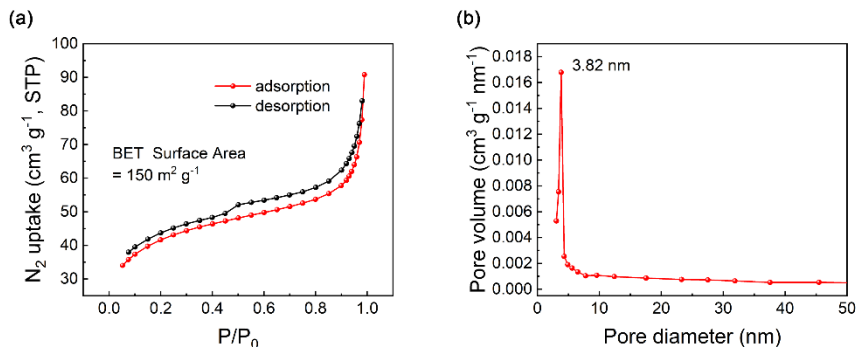 (a)
100
90
80
70
60
50
40
30
N₂ uptake (cm³ g⁻¹, STP)
adsorption
desorption
BET Surface Area
= 150 m² g⁻¹
0.0 0.2 0.4 0.6 0.8 1.0
P/P₀
(b)
0.018
0.016
0.014
0.012
0.010
0.008
0.006
0.004
0.002
0.000
Pore volume (cm³ g⁻¹ nm⁻¹)
3.82 nm
0 10 20 30 40 50
Pore diameter (nm)